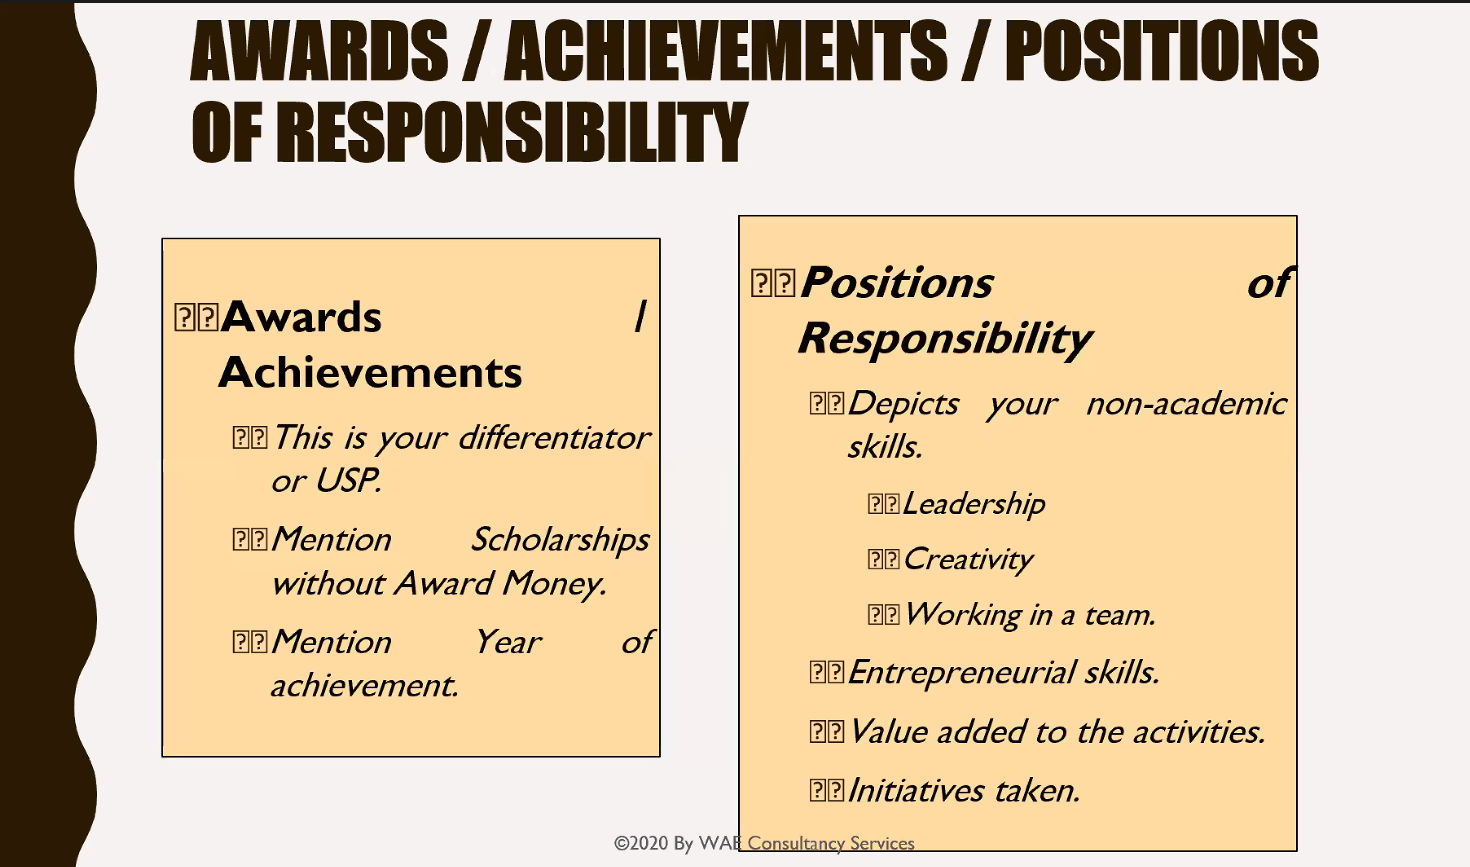 AWARDS / ACHIEVEMENTS / POSITIONS
OF RESPONSIBILITY
Awards /
Achievements
This is your differentiator
or USP.
Mention Scholarships
without Award Money.
Mention Year of
achievement.
Positions of
Responsibility
Depicts your non-academic
skills.
Leadership
Creativity
Working in a team.
Entrepreneurial skills.
Value added to the activities.
Initiatives taken.
©2020 By WAE Consultancy Services